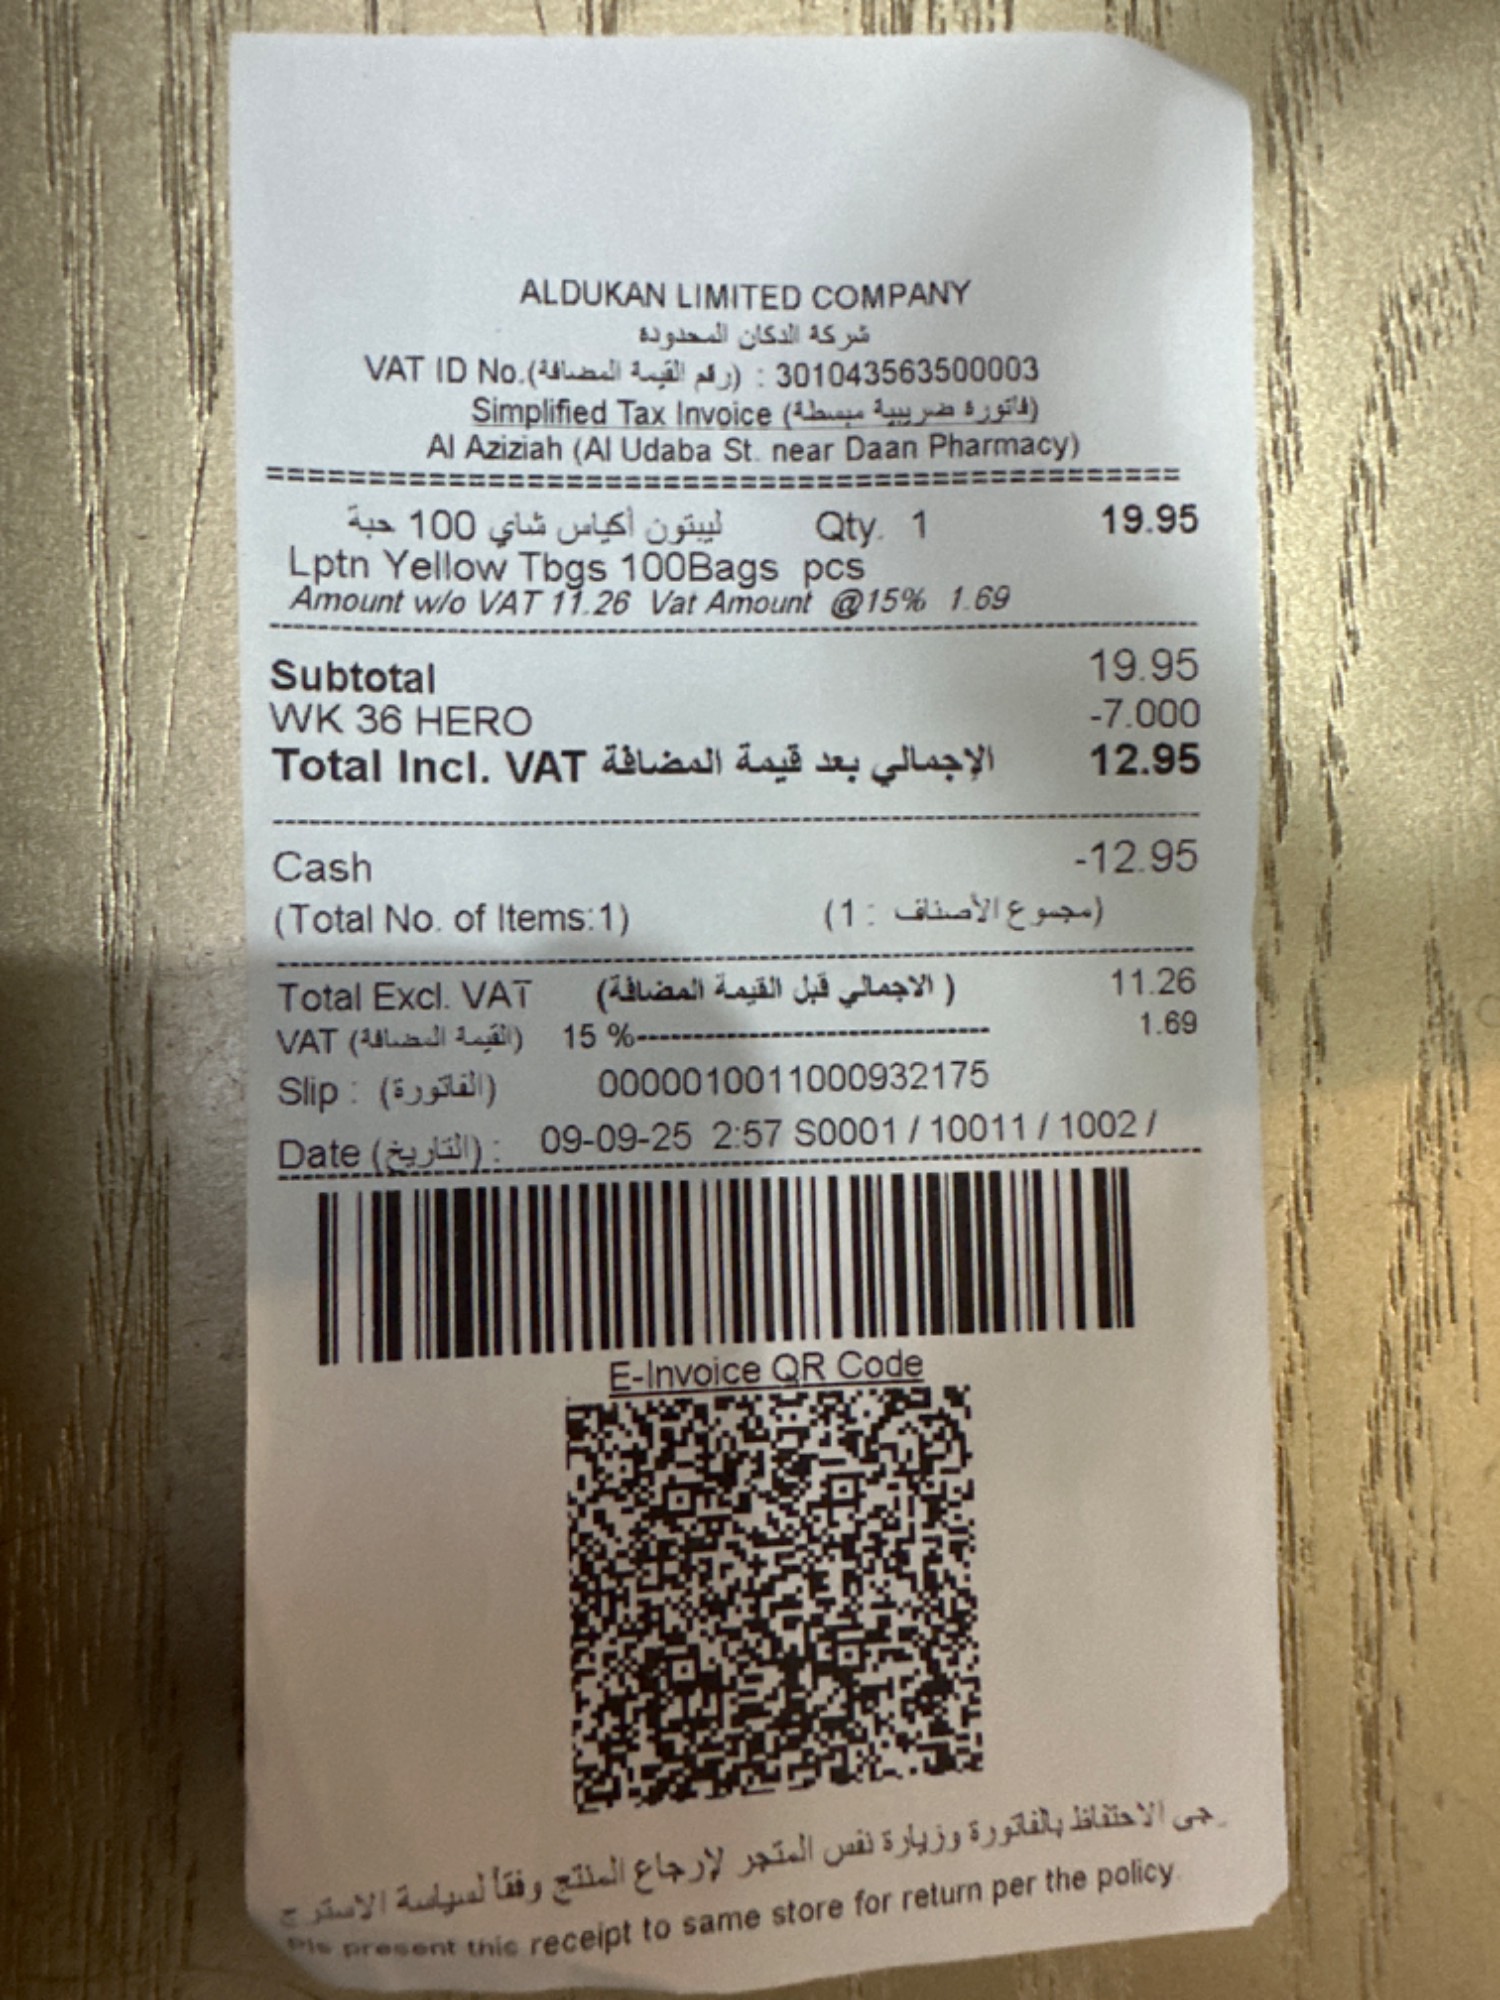 ALDUKAN LIMITED COMPANY
شركة الدكان المحدودة
VAT ID No.(رقم القيمة المضافة) : 301043563500003
Simplified Tax Invoice (فاتورة ضريبية مبسطة)
Al Aziziah (Al Udaba St. near Daan Pharmacy)
ليبتون أكياس شاي 100 حبة Qty. 1 19.95
Lptn Yellow Tbgs 100Bags pcs
Amount w/o VAT 11.26 Vat Amount @15% 1.69
Subtotal 19.95
WK 36 HERO -7.000
Total Incl. VAT الإجمالي بعد قيمة المضافة 12.95
Cash -12.95
(Total No. of Items:1) (مجموع الأصناف : 1)
Total Excl. VAT (الاجمالي قبل القيمة المضافة ) 11.26
VAT (القيمة المضافة) 15 %------------------------------ 1.69
Slip : (الفاتورة) 0000010011000932175
Date (التاريخ) : 09-09-25 2:57 S0001 / 10011 / 1002 /
E-Invoice QR Code
جى الاحتفاظ بالفاتورة وزيارة نفس المتجر لإرجاع المنتج وفقاً لسياسة الاسترج
Pls present this receipt to same store for return per the policy.